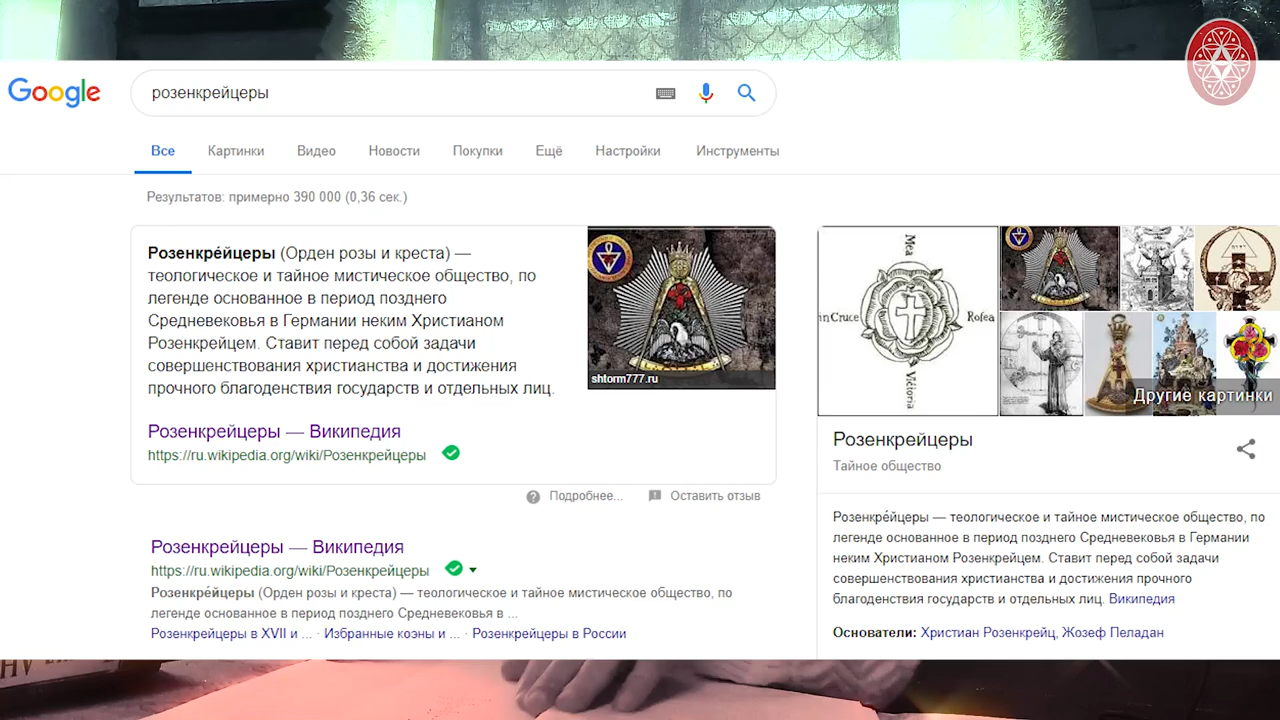 Google
розенкрейцеры
Все
Картинки
Видео
Новости
Покупки
Ещё
Настройки
Инструменты
Результатов: примерно 390 000 (0,36 сек.)
Розенкре́йцеры (Орден розы и креста) —
теологическое и тайное мистическое общество, по
легенде основанное в период позднего
Средневековья в Германии неким Христианом
Розенкрейцем. Ставит перед собой задачи
совершенствования христианства и достижения
прочного благоденствия государств и отдельных лиц.
shtorm777.ru
Розенкрейцеры — Википедия
https://ru.wikipedia.org/wiki/Розенкрейцеры
Подробнее...
Оставить отзыв
Розенкрейцеры — Википедия
https://ru.wikipedia.org/wiki/Розенкрейцеры
Розенкре́йцеры (Орден розы и креста) — теологическое и тайное мистическое общество, по
легенде основанное в период позднего Средневековья в ...
Розенкрейцеры в XVII и ... · Избранные коэны и ... · Розенкрейцеры в России
Mea
in Cruce
Rosea
Victoria
Другие картинки
Розенкрейцеры
Тайное общество
Розенкре́йцеры — теологическое и тайное мистическое общество, по
легенде основанное в период позднего Средневековья в Германии
неким Христианом Розенкрейцем. Ставит перед собой задачи
совершенствования христианства и достижения прочного
благоденствия государств и отдельных лиц. Википедия
Основатели: Христиан Розенкрейц, Жозеф Пеладан